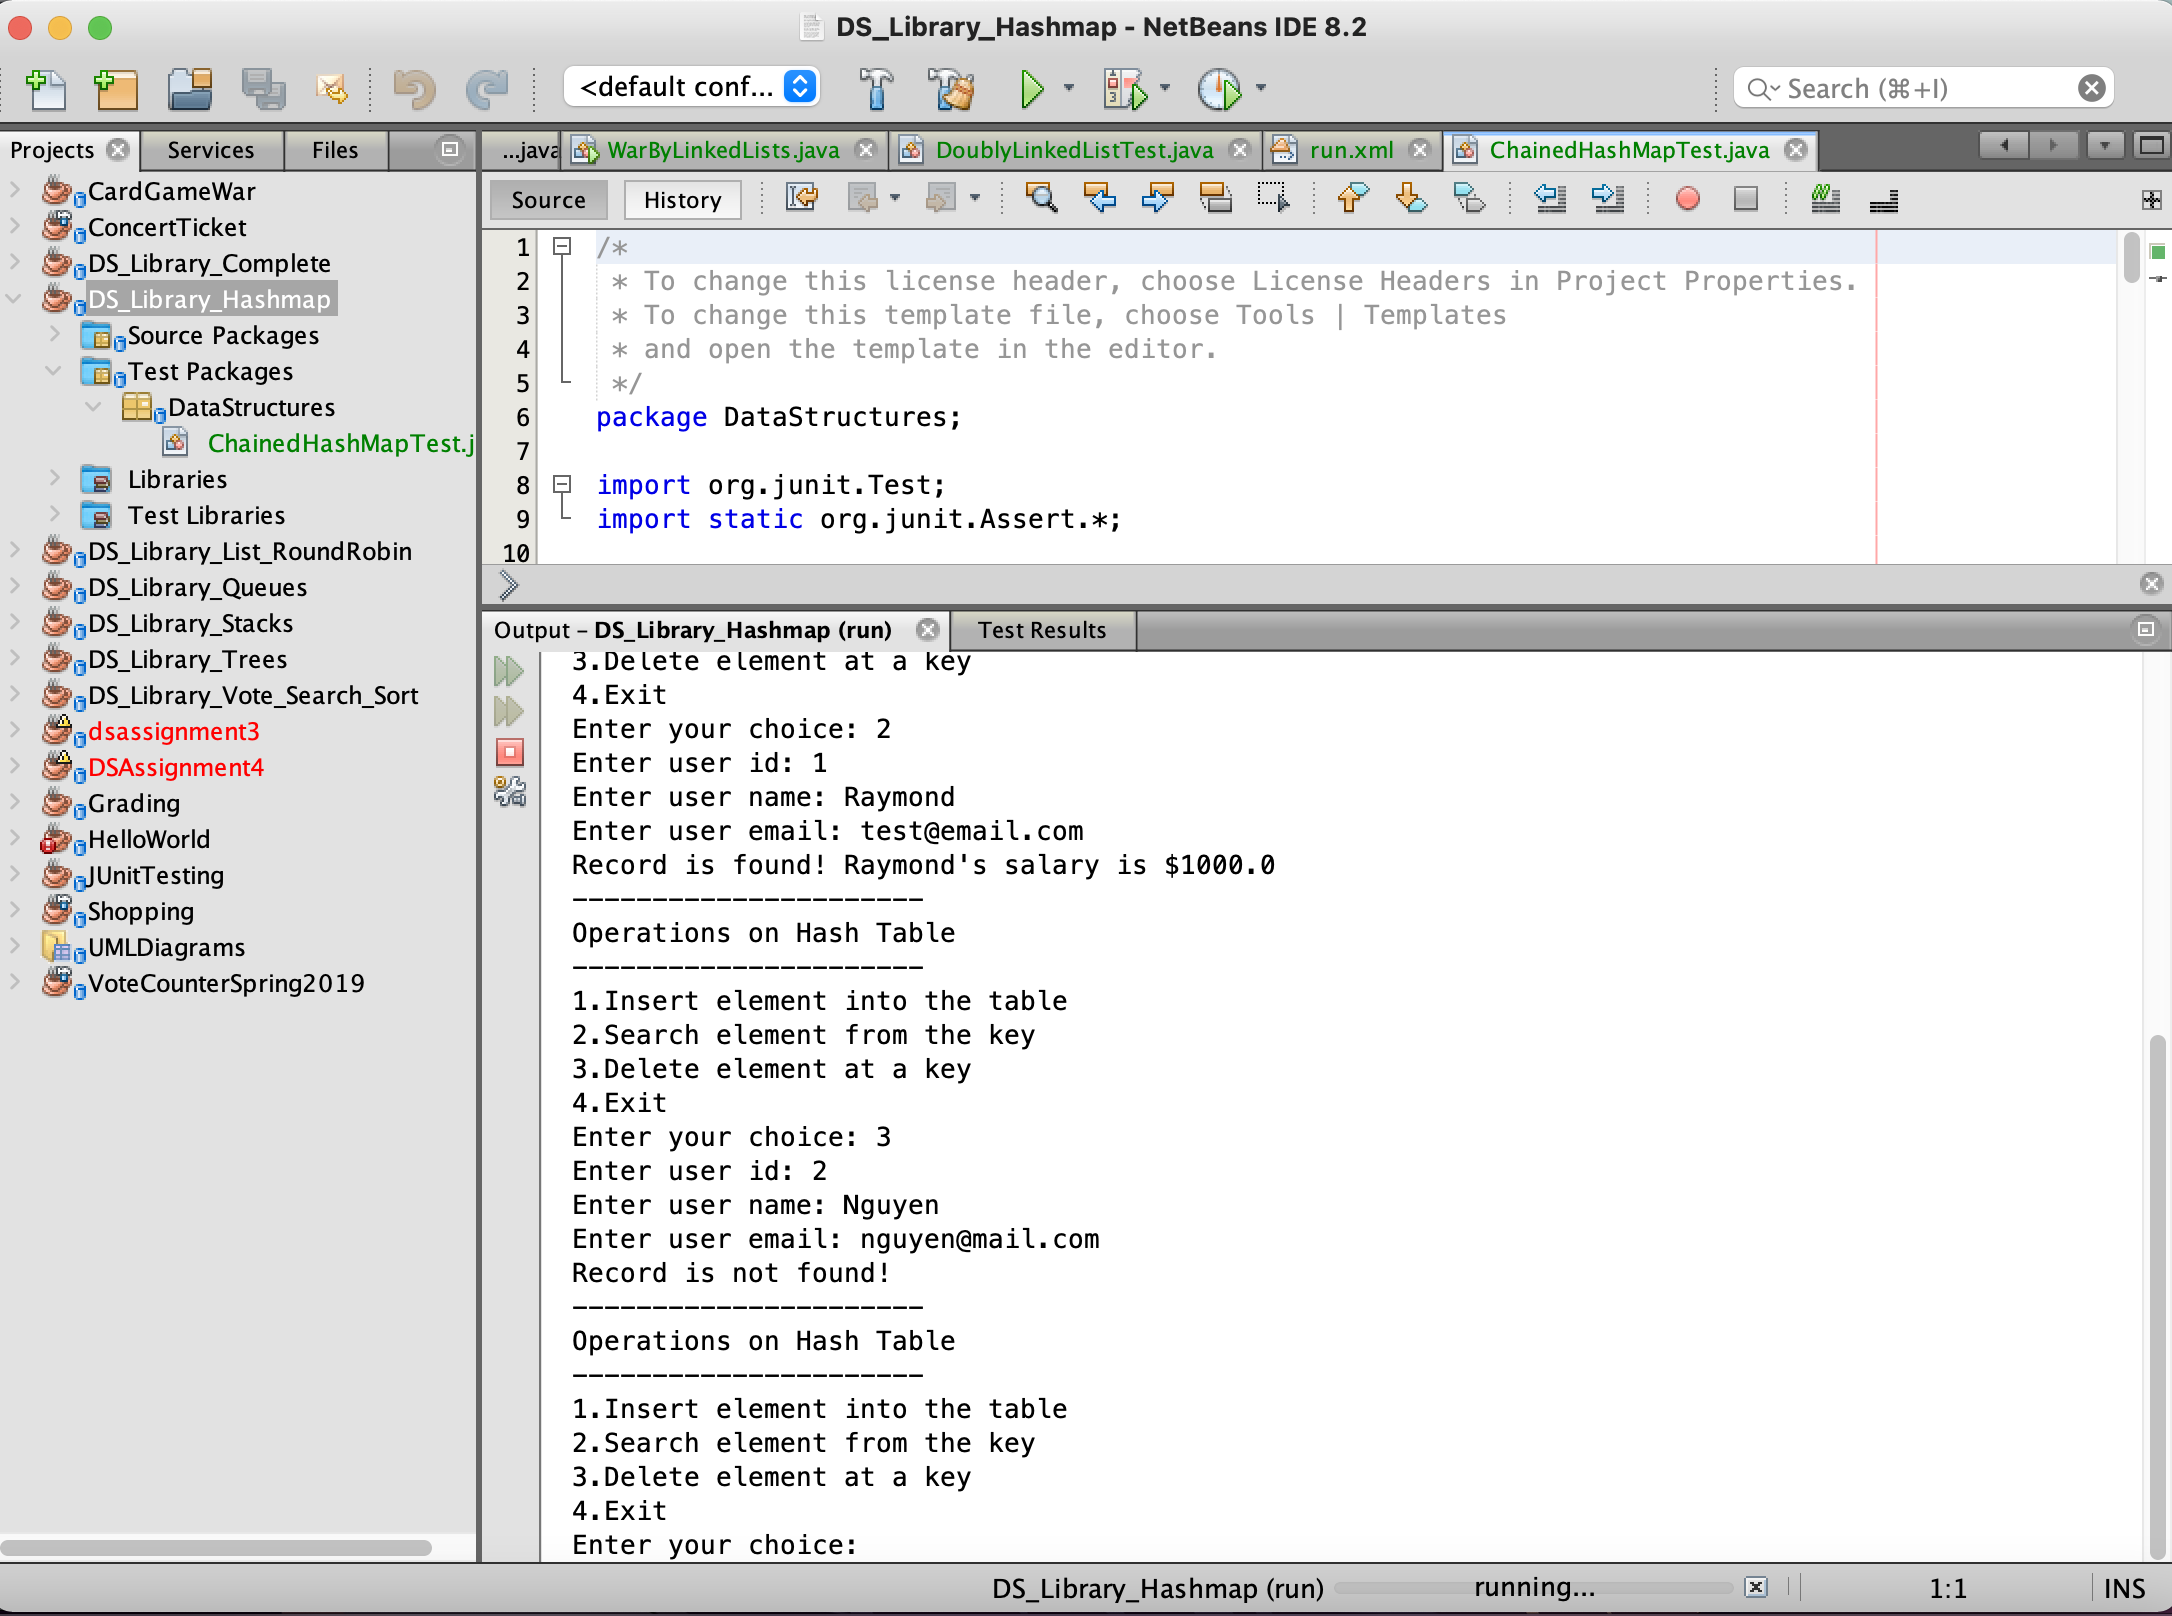 DS_Library_Hashmap - NetBeans IDE 8.2
<default conf...
Search (⌘+I)
Projects Services Files
CardGameWar
ConcertTicket
DS_Library_Complete
DS_Library_Hashmap
Source Packages
Test Packages
DataStructures
ChainedHashMapTest.j
Libraries
Test Libraries
DS_Library_List_RoundRobin
DS_Library_Queues
DS_Library_Stacks
DS_Library_Trees
DS_Library_Vote_Search_Sort
dsassignment3
DSAssignment4
Grading
HelloWorld
JUnitTesting
Shopping
UMLDiagrams
VoteCounterSpring2019
...java WarByLinkedLists.java DoublyLinkedListTest.java run.xml ChainedHashMapTest.java
Source History
1 /*
2 * To change this license header, choose License Headers in Project Properties.
3 * To change this template file, choose Tools | Templates
4 * and open the template in the editor.
5 */
6 package DataStructures;
7
8 import org.junit.Test;
9 import static org.junit.Assert.*;
10
Output – DS_Library_Hashmap (run) Test Results
3.Delete element at a key
4.Exit
Enter your choice: 2
Enter user id: 1
Enter user name: Raymond
Enter user email: test@email.com
Record is found! Raymond's salary is $1000.0
----------------------
Operations on Hash Table
----------------------
1.Insert element into the table
2.Search element from the key
3.Delete element at a key
4.Exit
Enter your choice: 3
Enter user id: 2
Enter user name: Nguyen
Enter user email: nguyen@mail.com
Record is not found!
----------------------
Operations on Hash Table
----------------------
1.Insert element into the table
2.Search element from the key
3.Delete element at a key
4.Exit
Enter your choice:
DS_Library_Hashmap (run) running... 1:1 INS